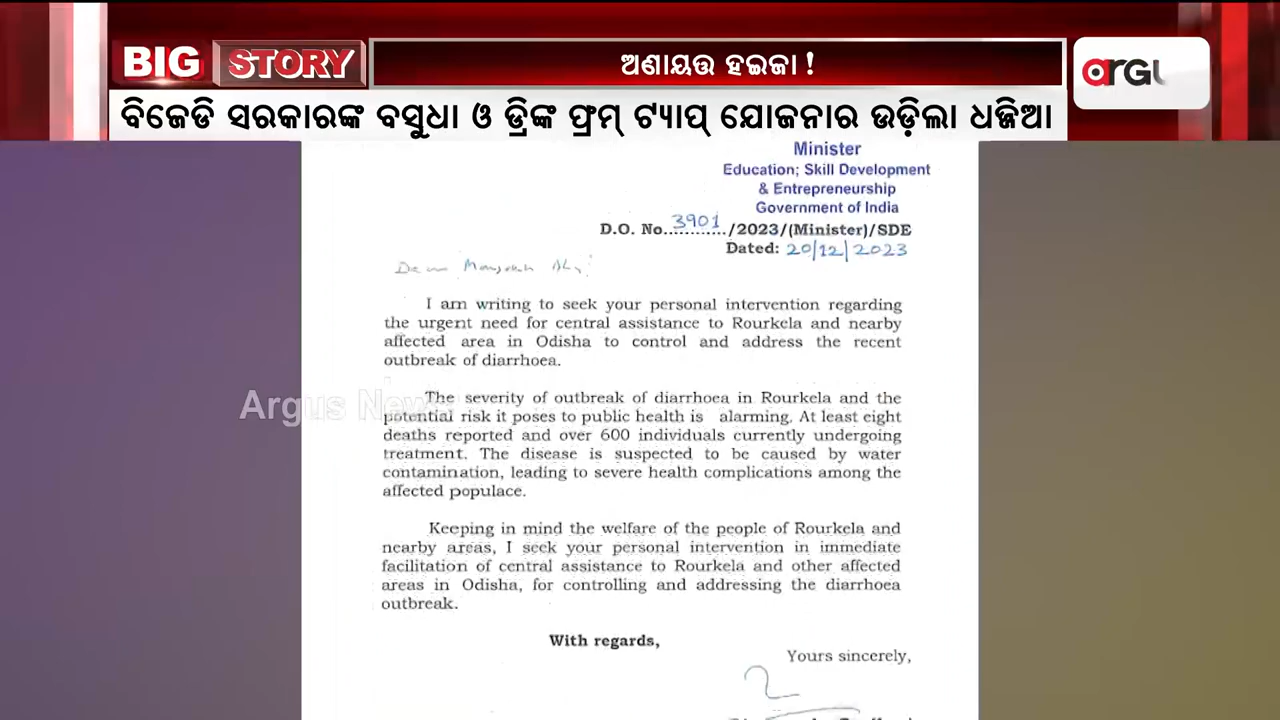 BIG STORY
ଅଣାୟତ୍ତ ହଇଜା !
ବିଜେଡି ସରକାରଙ୍କ ବସୁଧା ଓ ଡ୍ରିଙ୍କ ଫ୍ରମ୍ ଟ୍ୟାପ୍ ଯୋଜନାର ଉଡ଼ିଲା ଧଜ୍ଜିଆ
Minister
Education; Skill Development
& Entrepreneurship
Government of India
D.O. No. 3901 /2023/(Minister)/SDE
Dated: 20/12/2023
I am writing to seek your personal intervention regarding
the urgent need for central assistance to Rourkela and nearby
affected area in Odisha to control and address the recent
outbreak of diarrhoea.
Argus News
The severity of outbreak of diarrhoea in Rourkela and the
potential risk it poses to public health is alarming. At least eight
deaths reported and over 600 individuals currently undergoing
treatment. The disease is suspected to be caused by water
contamination, leading to severe health complications among the
affected populace.
Keeping in mind the welfare of the people of Rourkela and
nearby areas, I seek your personal intervention in immediate
facilitation of central assistance to Rourkela and other affected
areas in Odisha, for controlling and addressing the diarrhoea
outbreak.
With regards,
Yours sincerely,